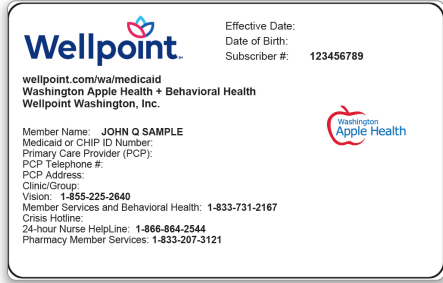 Wellpoint
Effective Date:
Date of Birth:
Subscriber #: 123456789
wellpoint.com/wa/medicaid
Washington Apple Health + Behavioral Health
Wellpoint Washington, Inc.
Washington
Apple Health
Member Name: JOHN Q SAMPLE
Medicaid or CHIP ID Number:
Primary Care Provider (PCP):
PCP Telephone #:
PCP Address:
Clinic/Group:
Vision: 1-855-225-2640
Member Services and Behavioral Health: 1-833-731-2167
Crisis Hotline:
24-hour Nurse HelpLine: 1-866-864-2544
Pharmacy Member Services: 1-833-207-3121